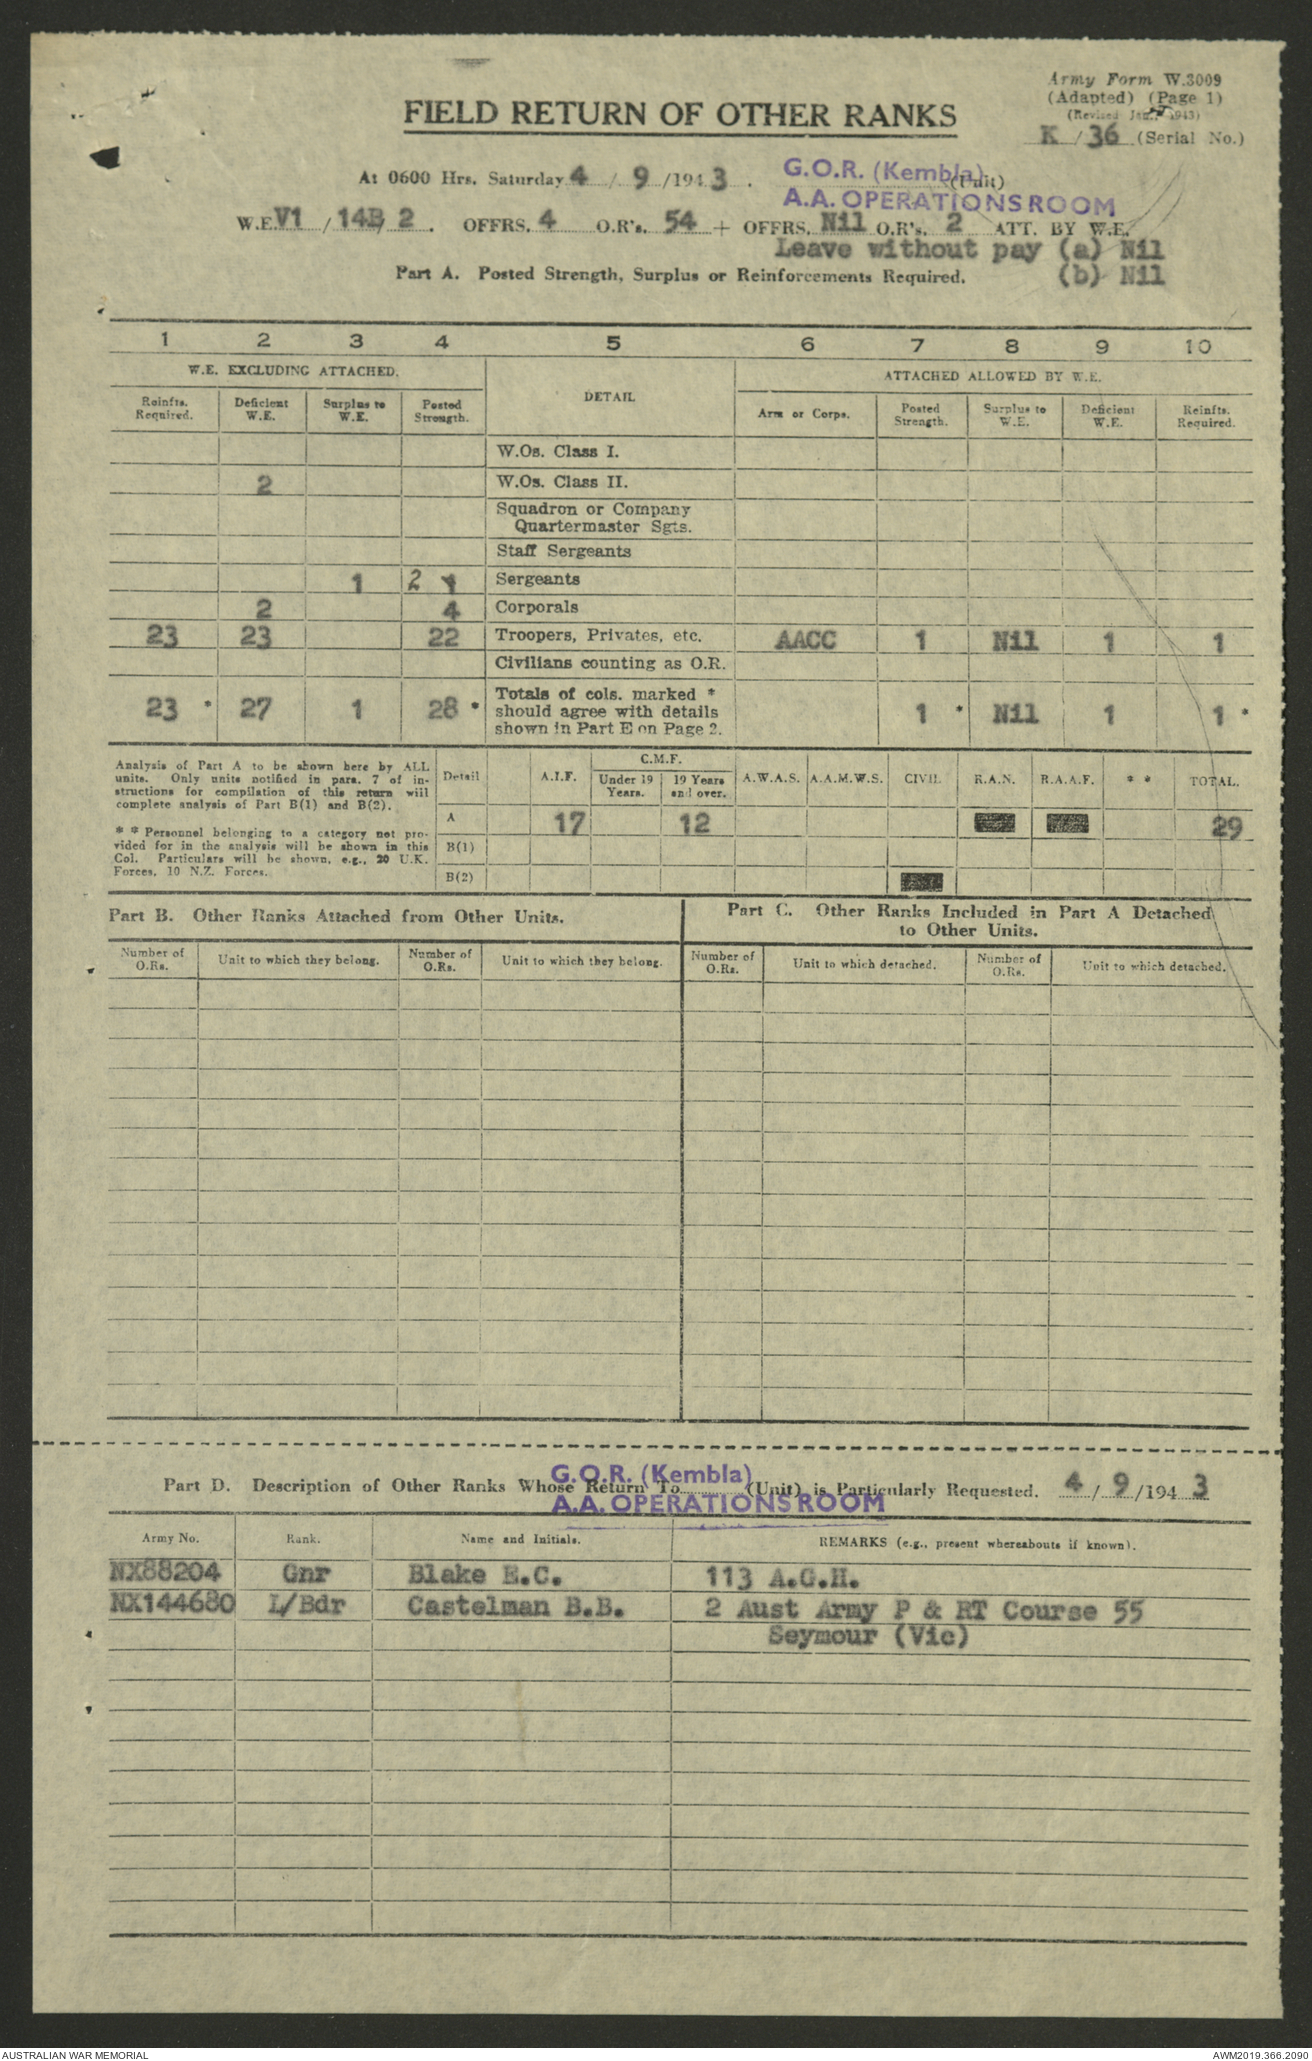 Army Form W.3009
(Adapted) (Page 1)
(Revised Jan. 1943)
FIELD RETURN OF OTHER RANKS
K / 36 (Serial No.)
At 0600 Hrs. Saturday 4 / 9 /1943. G.O.R. (Kembla) (Unit)
A.A. OPERATIONS ROOM
W.E. V1 / 14B/ 2 . OFFRS. 4 O.R's. 54 + OFFRS. Nil O.R's. 2 ATT. BY W.E.
Leave without pay (a) Nil
Part A. Posted Strength, Surplus or Reinforcements Required. (b) Nil
1 2 3 4 5 6 7 8 9 10
W.E. EXCLUDING ATTACHED. DETAIL ATTACHED ALLOWED BY W.E.
Reinfts. Required. Deficient W.E. Surplus to W.E. Posted Strength. Arm or Corps. Posted Strength. Surplus to W.E. Deficient W.E. Reinfts. Required.
W.Os. Class I.
2 W.Os. Class II.
Squadron or Company
Quartermaster Sgts.
Staff Sergeants
1 2 1 Sergeants
2 4 Corporals
23 23 22 Troopers, Privates, etc. AACC 1 Nil 1 1
Civilians counting as O.R.
Totals of cols. marked *
23 * 27 1 28 * should agree with details 1 * Nil 1 1 *
shown in Part E on Page 2.
Analysis of Part A to be shown here by ALL
units. Only units notified in para. 7 of in-
structions for compilation of this return will
complete analysis of Part B(1) and B(2).
* * Personnel belonging to a category not pro-
vided for in the analysis will be shown in this
Col. Particulars will be shown, e.g., 20 U.K.
Forces, 10 N.Z. Forces.
Detail A.I.F. C.M.F. Under 19 Years. 19 Years and over. A.W.A.S. A.A.M.W.S. CIVIL R.A.N. R.A.A.F. * * TOTAL.
A 17 12 29
B(1)
B(2)
Part B. Other Ranks Attached from Other Units.
Part C. Other Ranks Included in Part A Detached
to Other Units.
Number of O.Rs. Unit to which they belong. Number of O.Rs. Unit to which they belong. Number of O.Rs. Unit to which detached. Number of O.Rs. Unit to which detached.
G.O.R. (Kembla)
Part D. Description of Other Ranks Whose Return To (Unit) is Particularly Requested. 4 / 9 /1943
A.A. OPERATIONS ROOM
Army No. Rank. Name and Initials. REMARKS (e.g., present whereabouts if known).
NX88204 Gnr Blake E.C. 113 A.G.H.
NX144680 L/Bdr Castelman B.B. 2 Aust Army P & RT Course 55
Seymour (Vic)
AUSTRALIAN WAR MEMORIAL AWM2019.366.2090